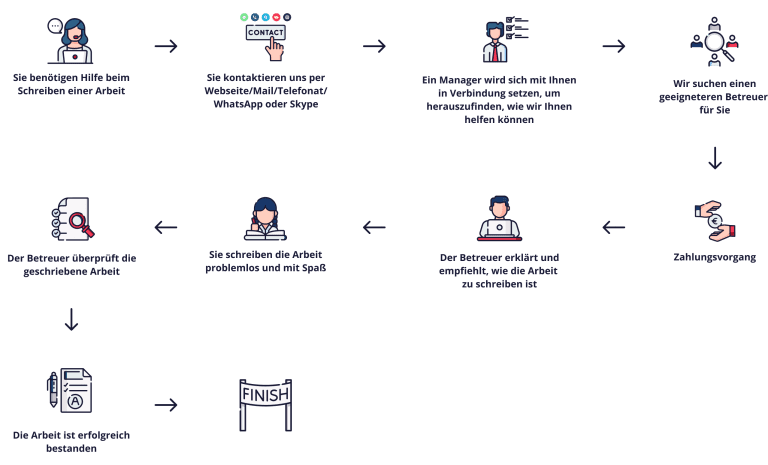 Sie benötigen Hilfe beim
Schreiben einer Arbeit
CONTACT
Sie kontaktieren uns per
Webseite/Mail/Telefonat/
WhatsApp oder Skype
Ein Manager wird sich mit Ihnen
in Verbindung setzen, um
herauszufinden, wie wir Ihnen
helfen können
Wir suchen einen
geeigneteren Betreuer
für Sie
€
Zahlungsvorgang
Der Betreuer erklärt und
empfiehlt, wie die Arbeit
zu schreiben ist
Sie schreiben die Arbeit
problemlos und mit Spaß
Der Betreuer überprüft die
geschriebene Arbeit
A
Die Arbeit ist erfolgreich
bestanden
FINISH